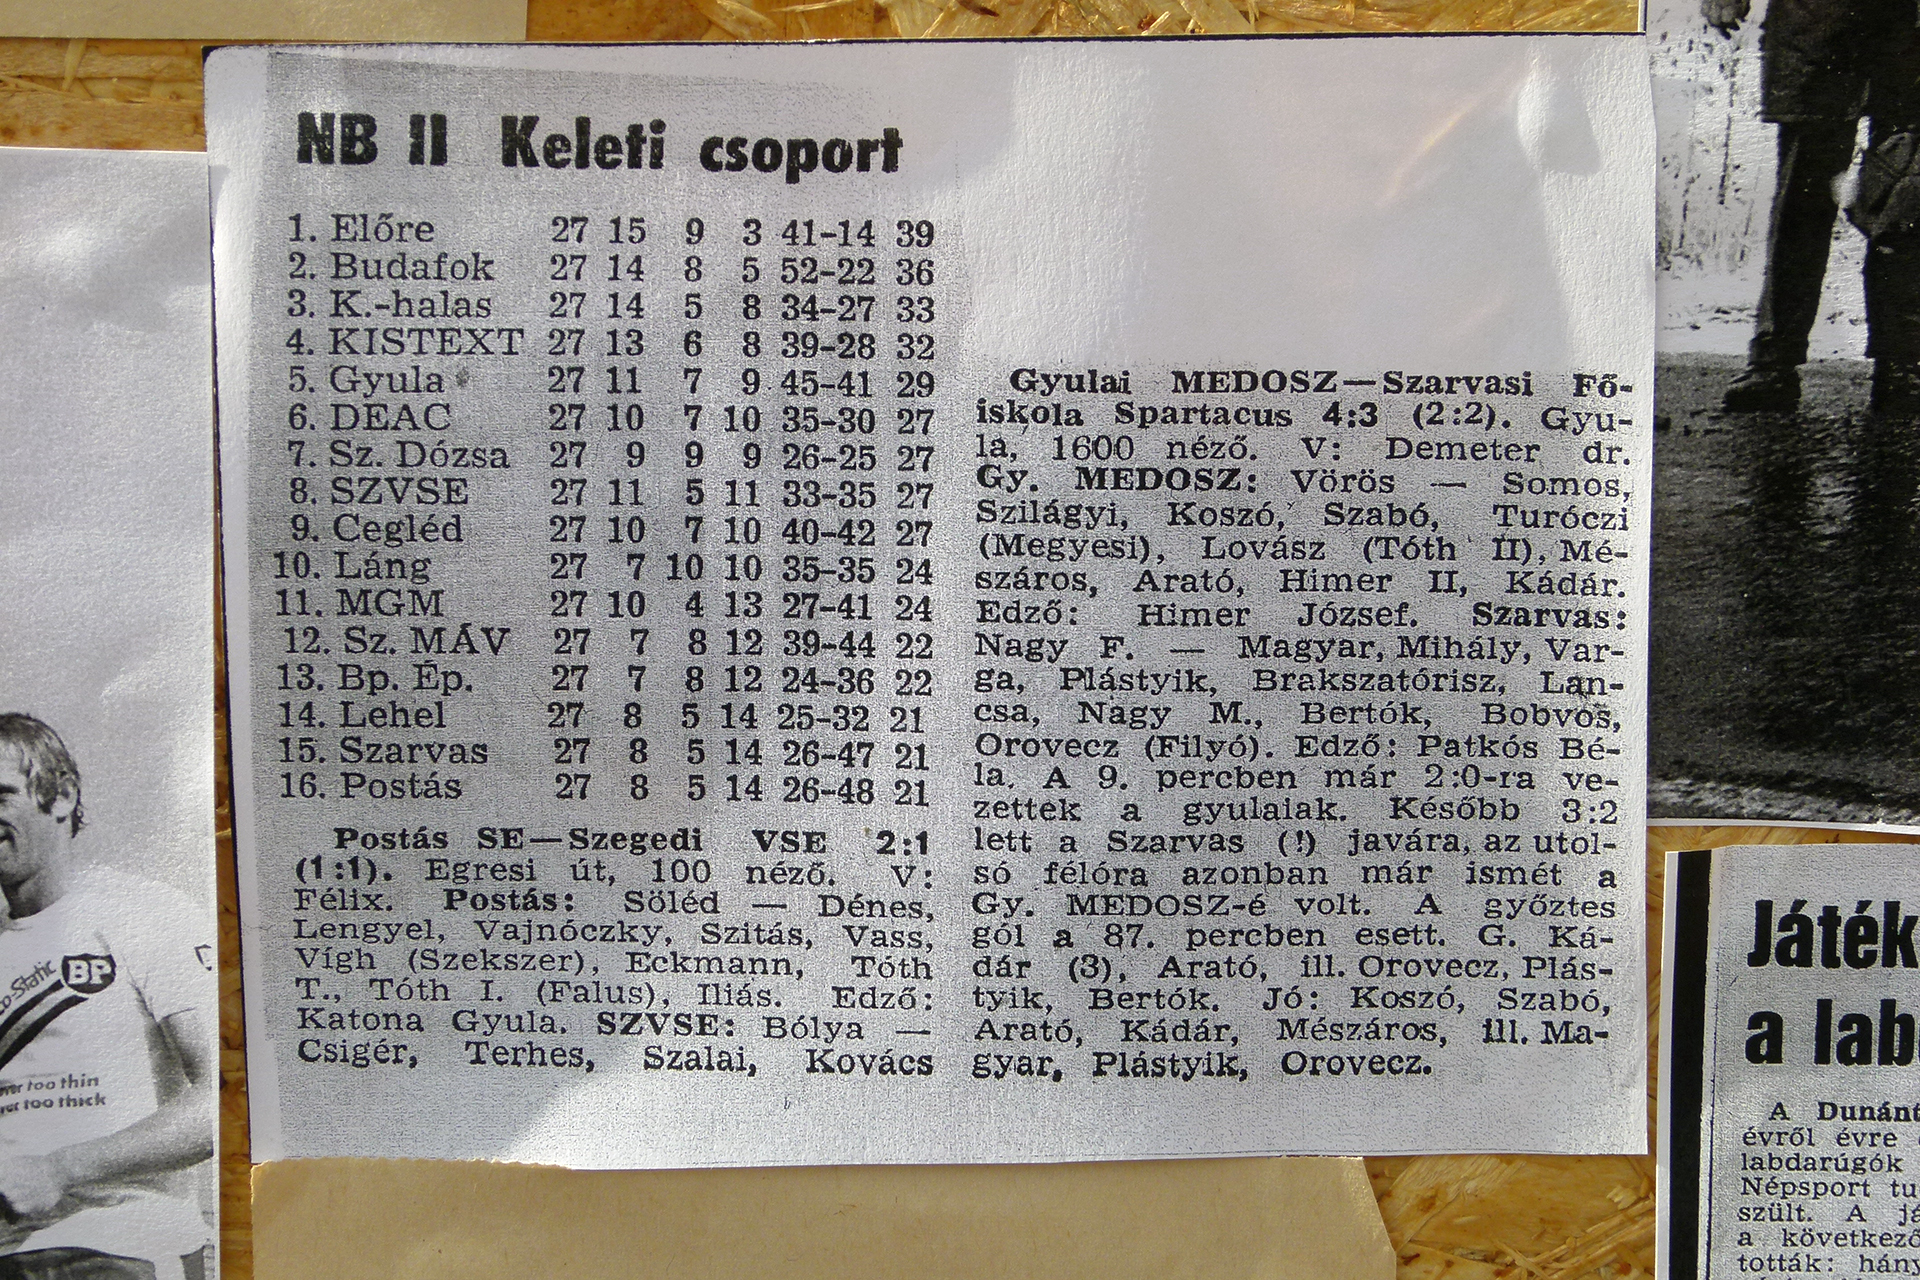 NB II Keleti csoport
1. Előre 27 15 9 3 41–14 39
2. Budafok 27 14 8 5 52–22 36
3. K.-halas 27 14 5 8 34–27 33
4. KISTEXT 27 13 6 8 39–28 32
5. Gyula 27 11 7 9 45–41 29
6. DEAC 27 10 7 10 35–30 27
7. Sz. Dózsa 27 9 9 9 26–25 27
8. SZVSE 27 11 5 11 33–35 27
9. Cegléd 27 10 7 10 40–42 27
10. Láng 27 7 10 10 35–35 24
11. MGM 27 10 4 13 27–41 24
12. Sz. MÁV 27 7 8 12 39–44 22
13. Bp. Ép. 27 7 8 12 24–36 22
14. Lehel 27 8 5 14 25–32 21
15. Szarvas 27 8 5 14 26–47 21
16. Postás 27 8 5 14 26–48 21
Postás SE—Szegedi VSE 2:1
(1:1). Egresi út, 100 néző. V:
Félix. Postás: Söléd — Dénes,
Lengyel, Vajnóczky, Szitás, Vass,
Vígh (Szekszer), Eckmann, Tóth
T., Tóth I. (Falus), Iliás. Edző:
Katona Gyula. SZVSE: Bólya —
Csigér, Terhes, Szalai, Kovács
Gyulai MEDOSZ—Szarvasi Fő-
iskola Spartacus 4:3 (2:2). Gyu-
la, 1600 néző. V: Demeter dr.
Gy. MEDOSZ: Vörös — Somos,
Szilágyi, Koszó, Szabó, Turóczi
(Megyesi), Lovász (Tóth II), Mé-
száros, Arató, Himer II, Kádár.
Edző: Himer József. Szarvas:
Nagy F. — Magyar, Mihály, Var-
ga, Plástyik, Brakszatórisz, Lan-
csa, Nagy M., Bertók, Bobvos,
Orovecz (Filyó). Edző: Patkós Bé-
la. A 9. percben már 2:0-ra ve-
zettek a gyulaiak. Később 3:2
lett a Szarvas (!) javára, az utol-
só félóra azonban már ismét a
Gy. MEDOSZ-é volt. A győztes
gól a 87. percben esett. G. Ká-
dár (3), Arató, ill. Orovecz, Plás-
tyik, Bertók. Jó: Koszó, Szabó,
Arató, Kádár, Mészáros, ill. Ma-
gyar, Plástyik, Orovecz.
BP
too thin
too thick
Játék
a lab
A Dunánt
évről évre
labdarúgók
Népsport tu
szült. A já
a következő
tották: hány